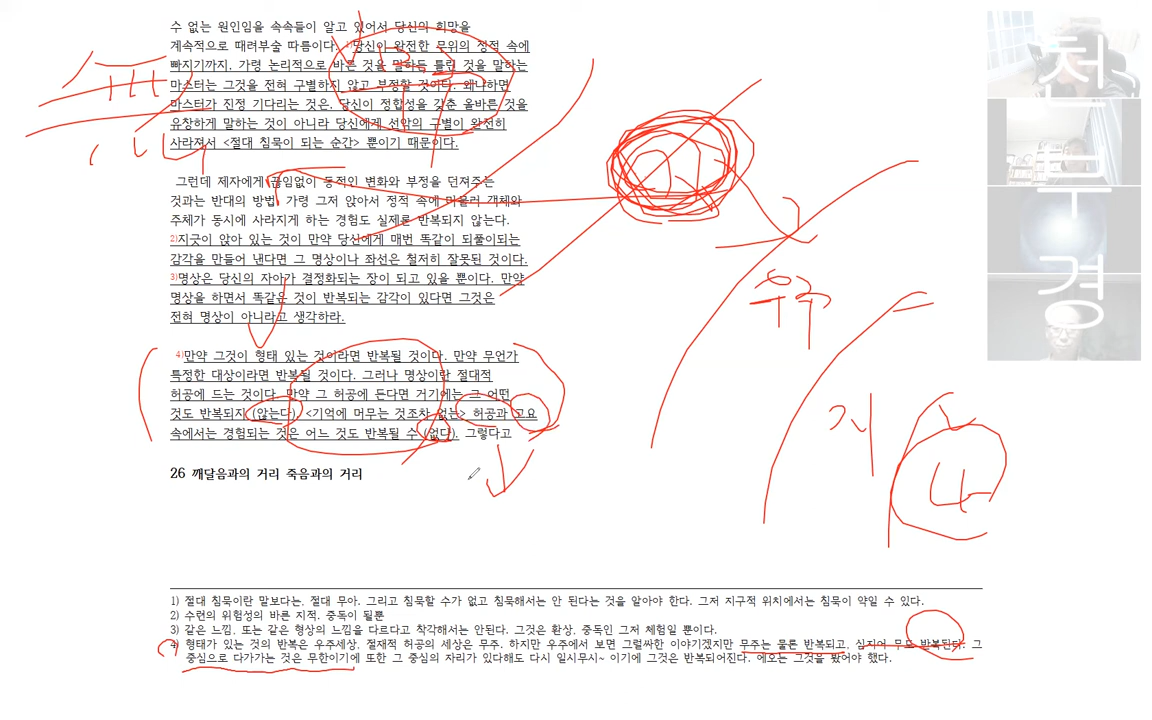 수 없는 원인임을 속속들이 알고 있어서 당신의 희망을
계속적으로 때려부술 따름이다. 1)당신이 완전한 무위의 정적 속에
빠지기까지. 가령 논리적으로 바른 것을 말하든 틀린 것을 말하는
마스터는 그것을 전혀 구별하지 않고 부정할 것이다. 왜냐하면
마스터가 진정 기다리는 것은. 당신이 정합성을 갖춘 올바른 것을
유창하게 말하는 것이 아니라 당신에게 선악의 구별이 완전히
사라져서 <절대 침묵이 되는 순간> 뿐이기 때문이다.
그런데 제자에게 끊임없이 동적인 변화와 부정을 던져주는
것과는 반대의 방법, 가령 그저 앉아서 정적 속에 머물러 객체와
주체가 동시에 사라지게 하는 경험도 실제론 반복되지 않는다.
2)지긋이 앉아 있는 것이 만약 당신에게 매번 똑같이 되풀이되는
감각을 만들어 낸다면 그 명상이나 좌선은 철저히 잘못된 것이다.
3)명상은 당신의 자아가 결정화되는 장이 되고 있을 뿐이다. 만약
명상을 하면서 똑같은 것이 반복되는 감각이 있다면 그것은
전혀 명상이 아니라고 생각하라.
4)만약 그것이 형태 있는 것이라면 반복될 것이다. 만약 무언가
특정한 대상이라면 반복될 것이다. 그러나 명상이란 절대적
허공에 드는 것이다. 만약 그 허공에 든다면 거기에는 그 어떤
것도 반복되지 (않는다). <기억에 머무는 것조차 없는> 허공과 고요
속에서는 경험되는 것은 어느 것도 반복될 수 (없다). 그렇다고
26 깨달음과의 거리 죽음과의 거리
1) 절대 침묵이란 말보다는, 절대 무아. 그리고 침묵할 수가 없고 침묵해서는 안 된다는 것을 알아야 한다. 그저 지구적 위치에서는 침묵이 약일 수 있다.
2) 수련의 위험성의 바른 지적. 중독이 될뿐
3) 같은 느낌, 또는 같은 형상의 느낌을 다르다고 착각해서는 안된다. 그것은 환상, 중독인 그저 체험일 뿐이다.
4) 형태가 있는 것의 반복은 우주세상, 절재적 허공의 세상은 무주. 하지만 우주에서 보면 그럴싸한 이야기겠지만 무주는 물론 반복되고, 심지어 무도 반복된다. 그
중심으로 다가가는 것은 무한이기에 또한 그 중심의 자리가 있다해도 다시 일시무시~ 이기에 그것은 반복되어진다. 에오는 그것을 봤어야 했다.
우주
천
부
경